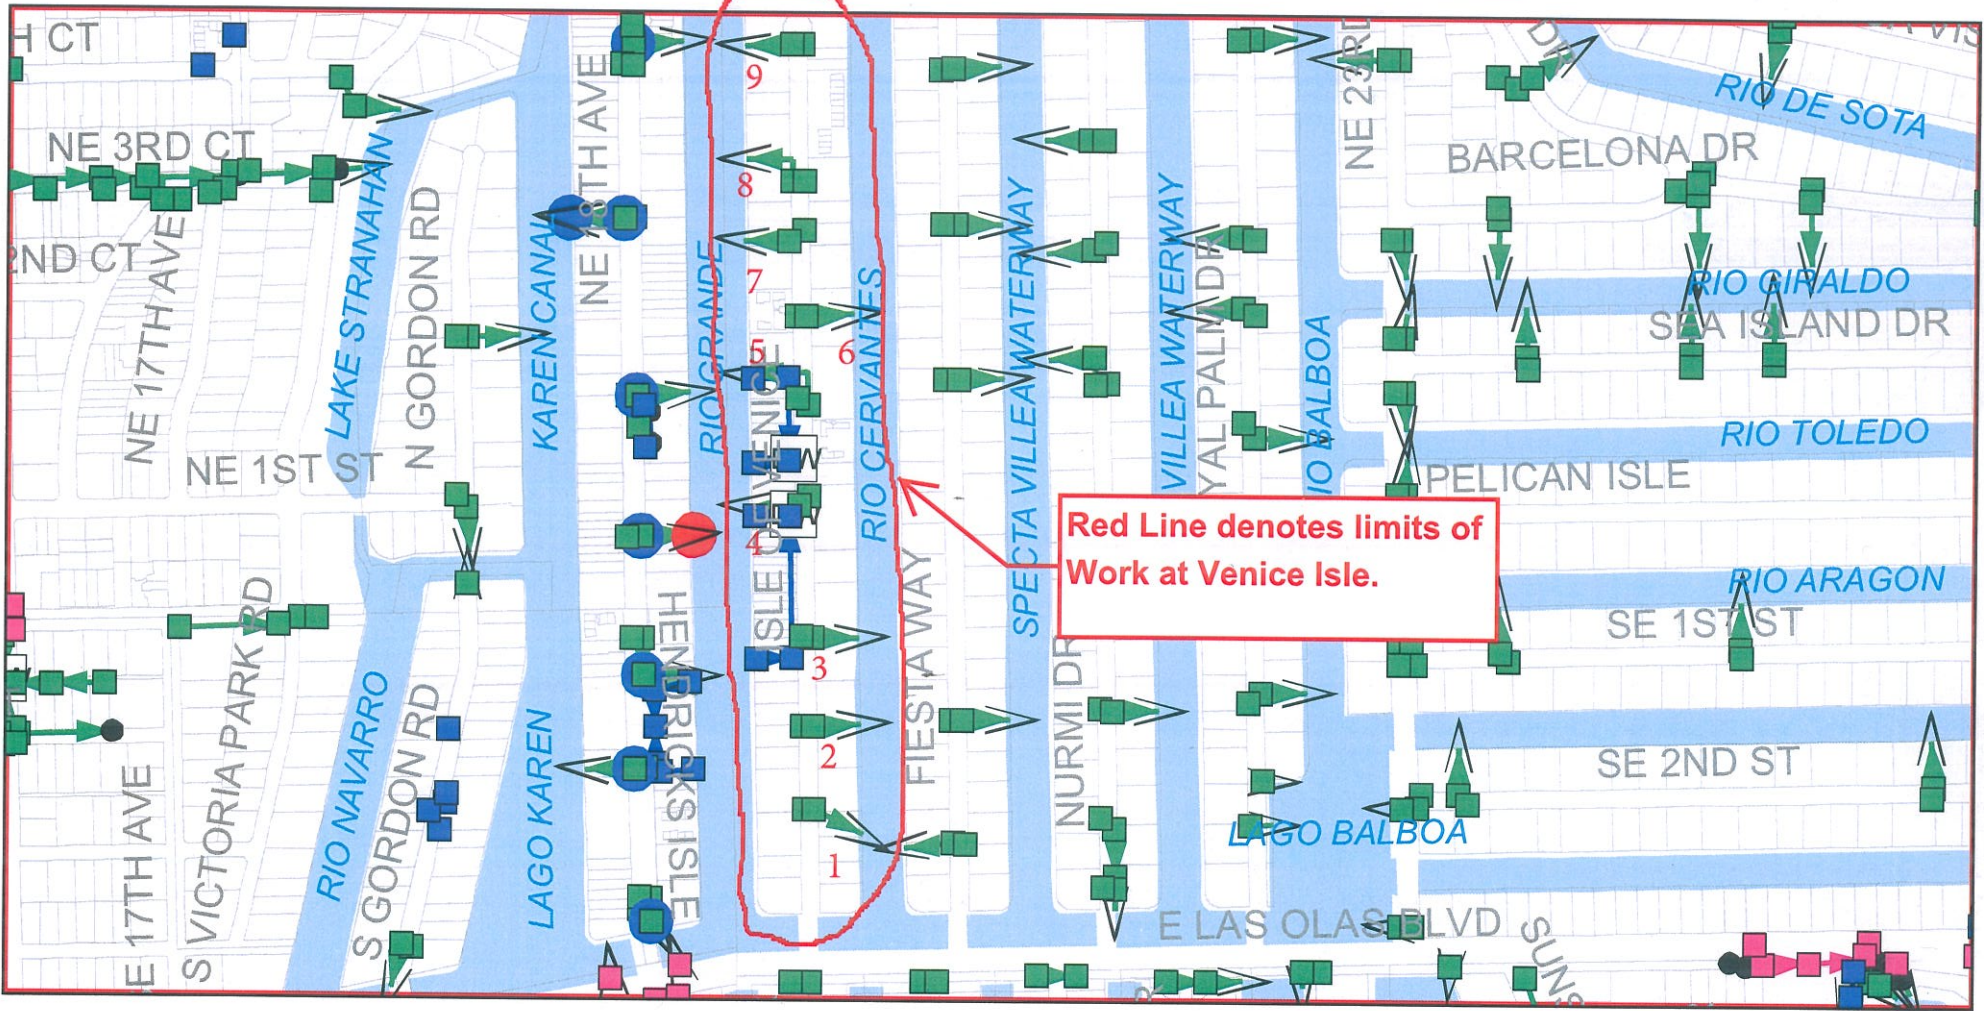 H CT
NE 3RD CT
2ND CT
NE 17TH AVE
LAKE STRANAHAN
N GORDON RD
NE 1ST ST
KAREN CANAL
NE 18TH AVE
RIO GRANDE
9
8
7
6
5
4
3
2
1
ISLE OF VENICE
RIO CERVANTES
FIESTA WAY
SPECTA VILLEA WATERWAY
VILLEA WATERWAY
YAL PALM DR
IO BALBOA
NE 23RD
DR
RIO DE SOTA
BARCELONA DR
RIO GIRALDO
SEA ISLAND DR
RIO TOLEDO
PELICAN ISLE
Red Line denotes limits of
Work at Venice Isle.
RIO ARAGON
SE 1ST ST
SE 2ND ST
NURMI DR
LAGO BALBOA
E LAS OLAS BLVD
SUNS
HENDRICKS ISLE
LAGO KAREN
S GORDON RD
RIO NAVARRO
S VICTORIA PARK RD
E 17TH AVE